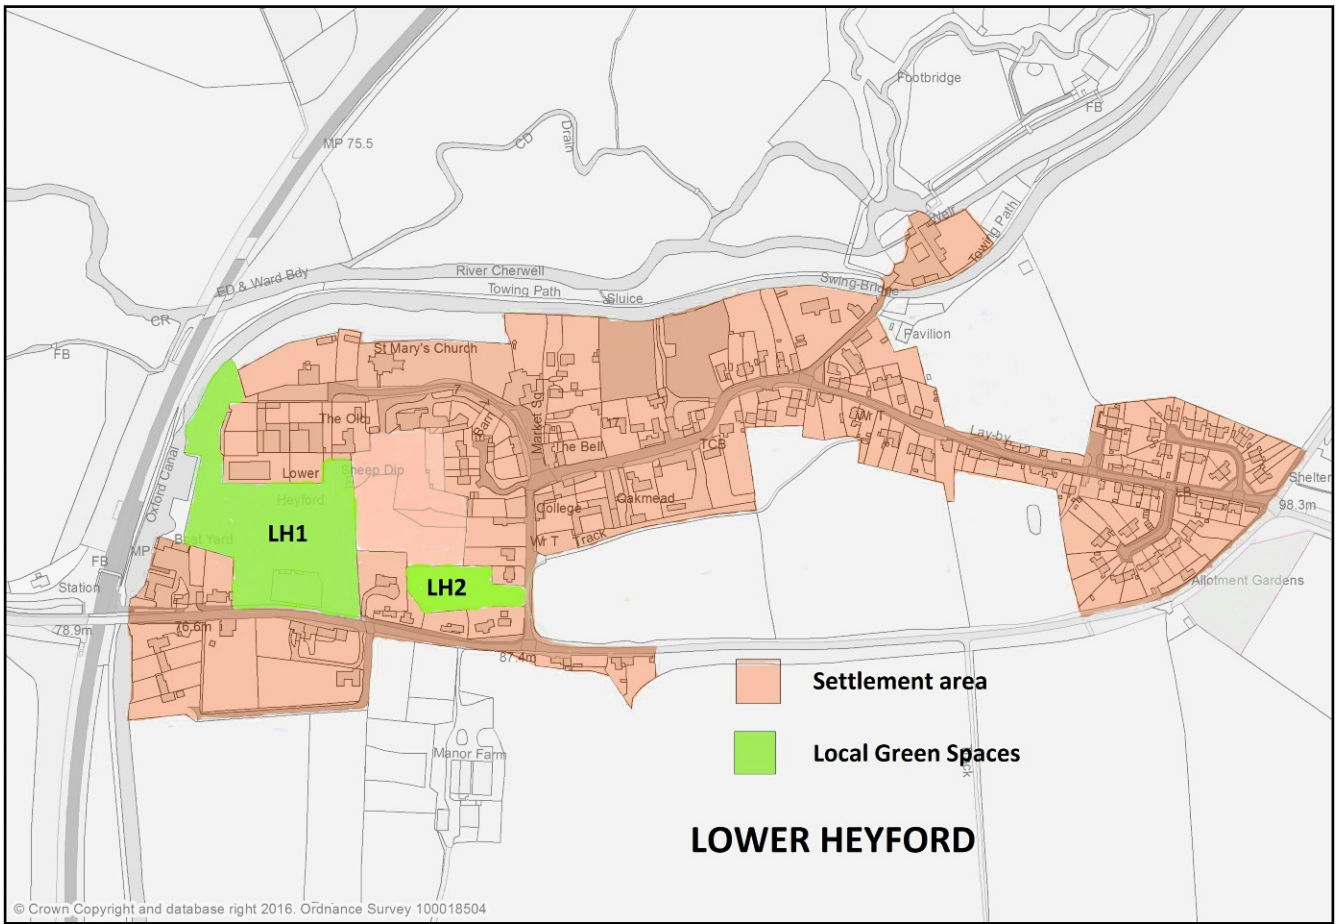 Footbridge
FB
MP 75.5
CD
Drain
Weir
Towing Path
ED & Ward Bdy
River Cherwell
Towing Path
Sluice
Swing-Bridge
CR
FB
Pavilion
St Mary's Church
The Old
Barn
Market Sq
17
The Bell
TCB
Wr T
Lay-by
Lower
Sheep Dip
Heyford
Oxford Canal
LH1
College
Oakmead
LB
Shelter
98.3m
Boat Yard
MP
FB
Wr T
Track
Station
LH2
Allotment Gardens
78.9m
76.6m
87.4m
Settlement area
Manor Farm
Local Green Spaces
LOWER HEYFORD
© Crown Copyright and database right 2016. Ordnance Survey 100018504